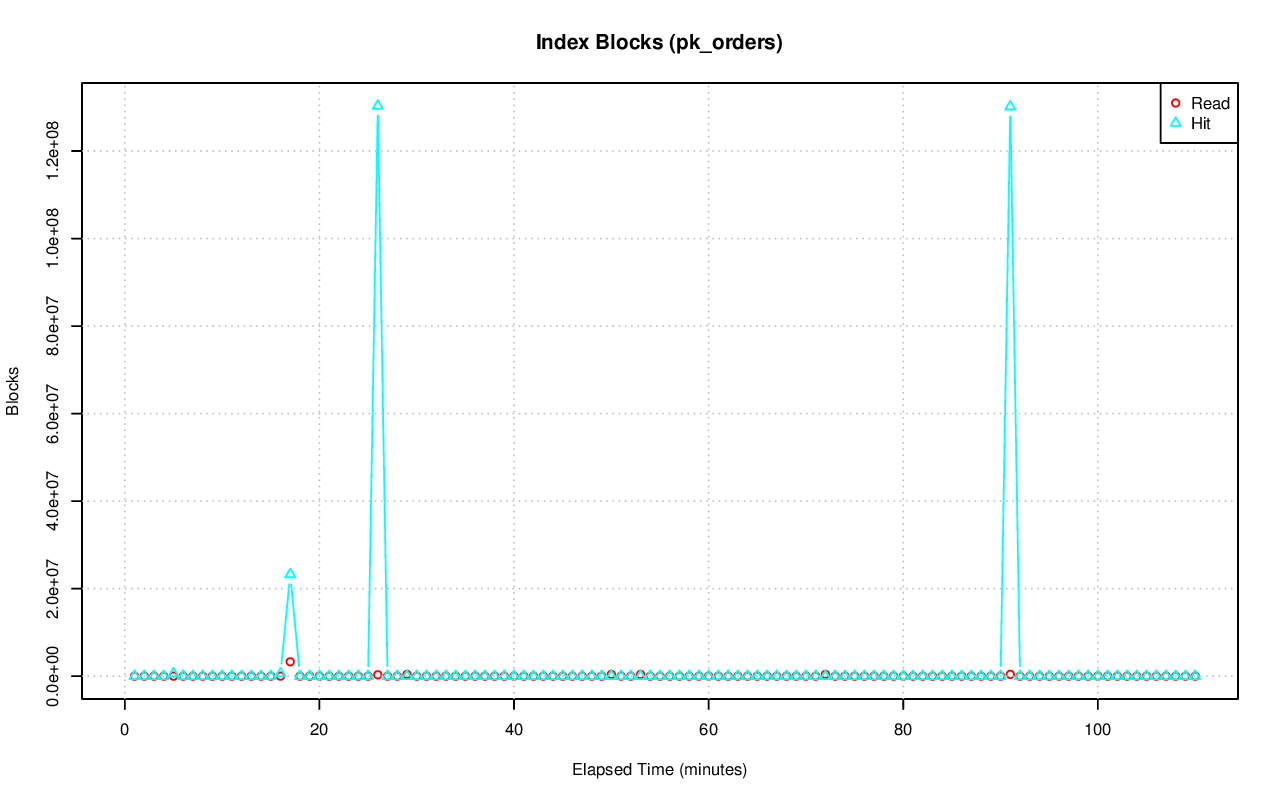 Index Blocks (pk_orders)
Read
Hit
1.2e+08
1.0e+08
8.0e+07
6.0e+07
4.0e+07
2.0e+07
0.0e+00
Blocks
0 20 40 60 80 100
Elapsed Time (minutes)